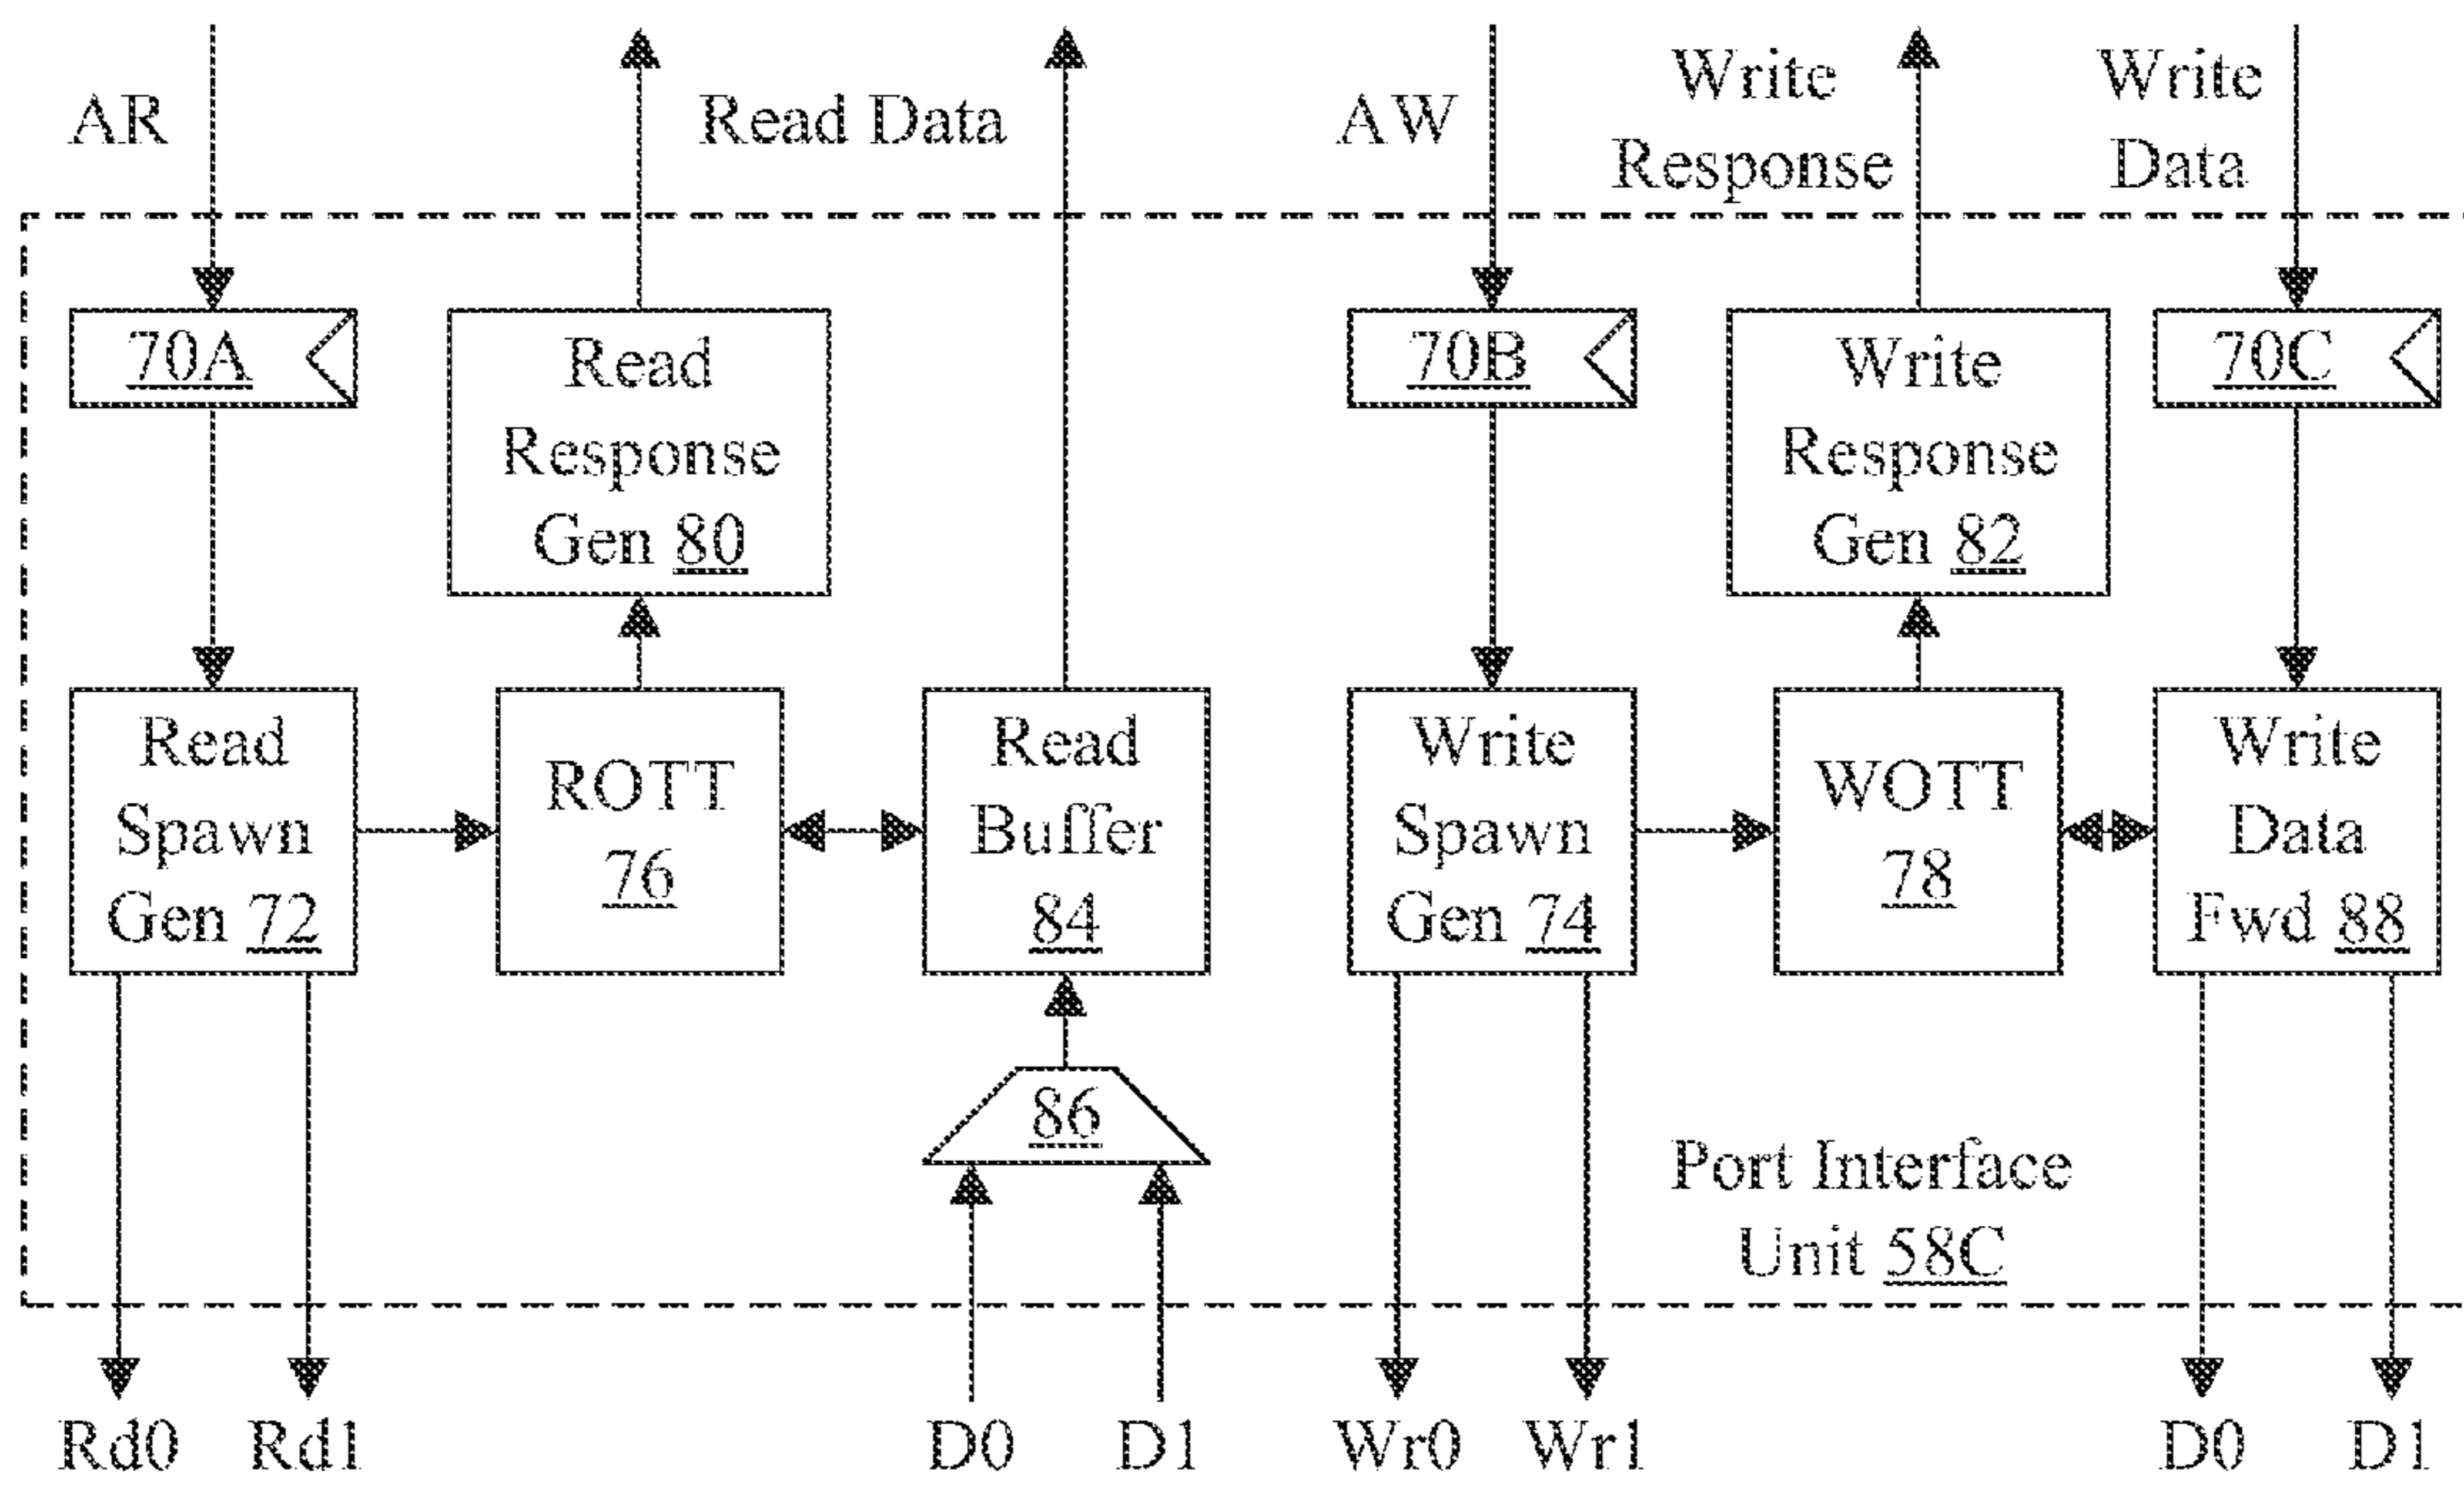 AR
Read Data
AW
Write
Response
Write
Data
70A
Read
Response
Gen 80
70B
Write
Response
Gen 82
70C
Read
Spawn
Gen 72
ROTT
76
Read
Buffer
84
Write
Spawn
Gen 74
WOTT
78
Write
Data
Fwd 88
86
Port Interface
Unit 58C
Rd0
Rd1
D0
D1
Wr0
Wr1
D0
D1